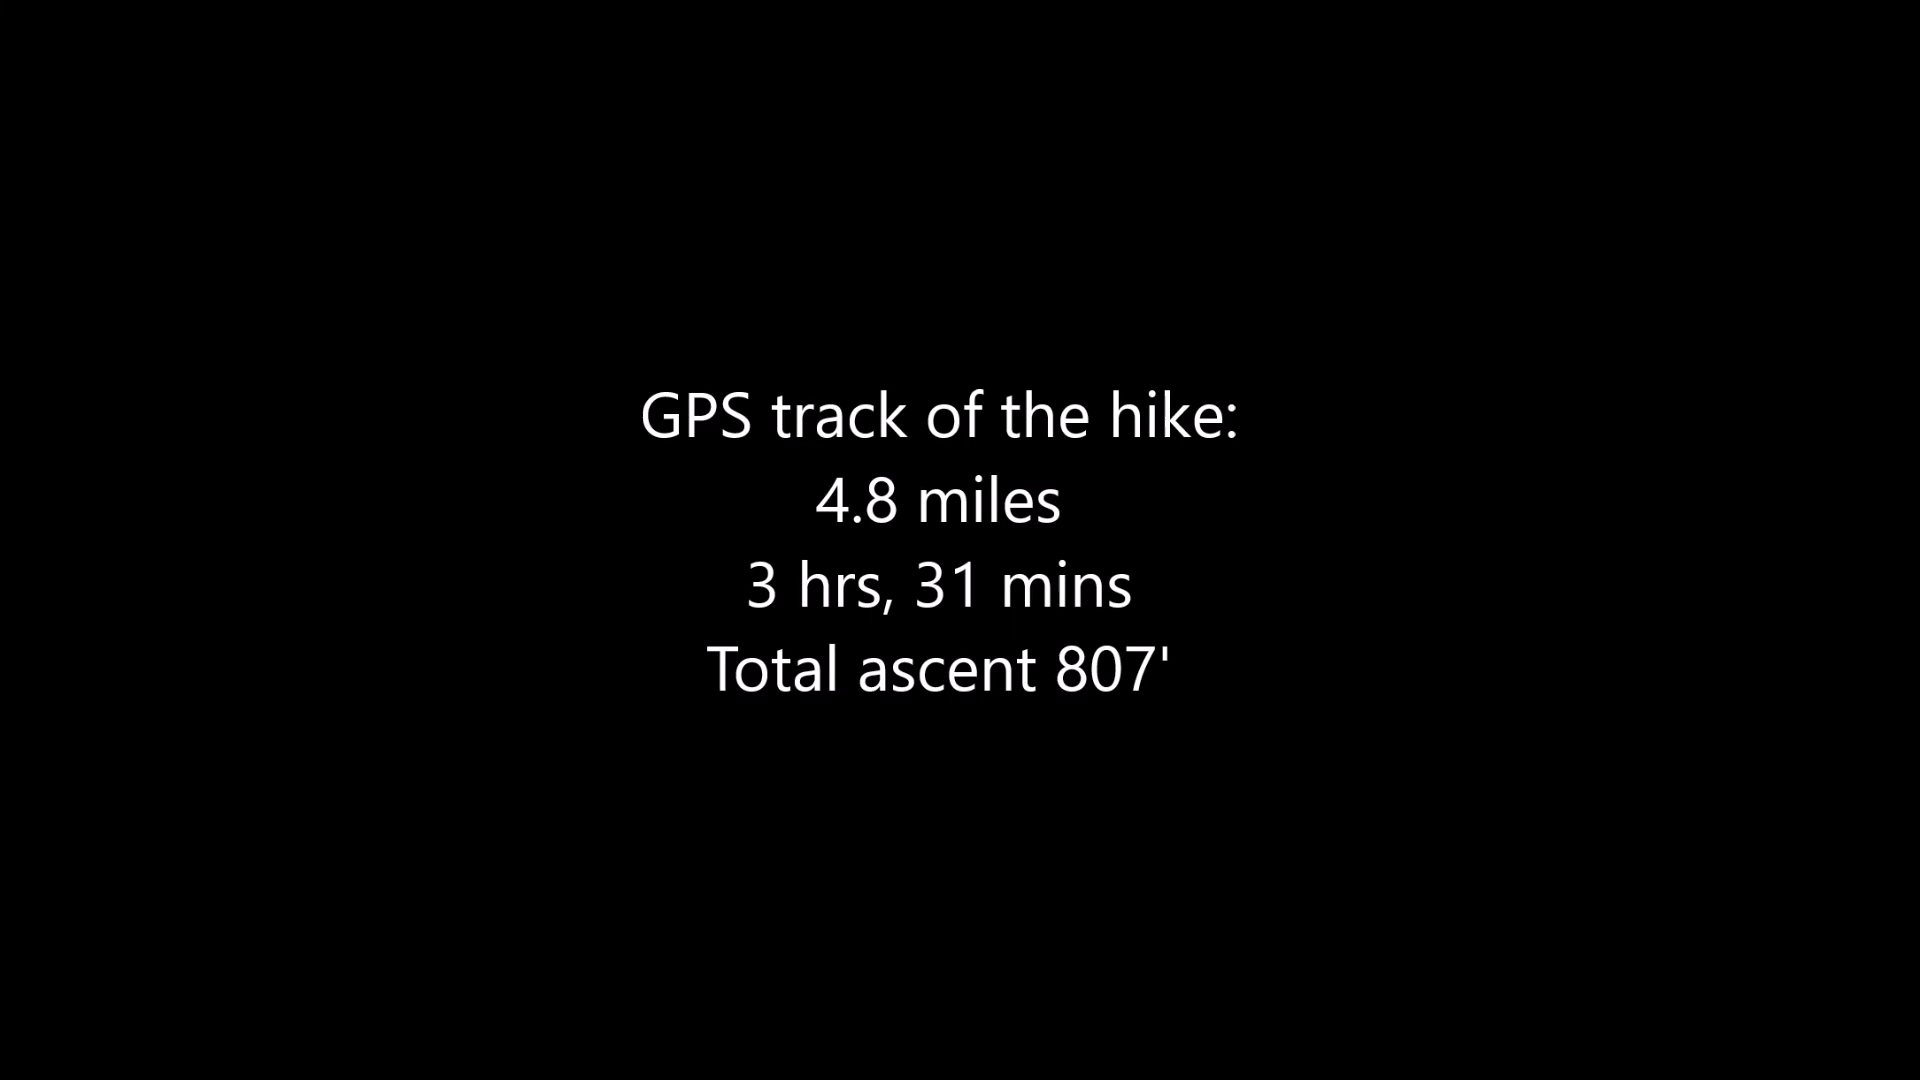 GPS track of the hike:
4.8 miles
3 hrs, 31 mins
Total ascent 807'